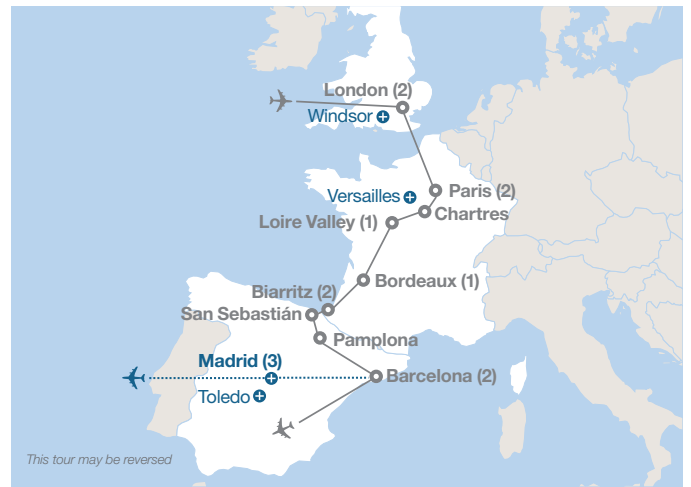 London (2)
Windsor
Versailles
Paris (2)
Chartres
Loire Valley (1)
Bordeaux (1)
Biarritz (2)
San Sebastián
Pamplona
Madrid (3)
Barcelona (2)
Toledo
This tour may be reversed